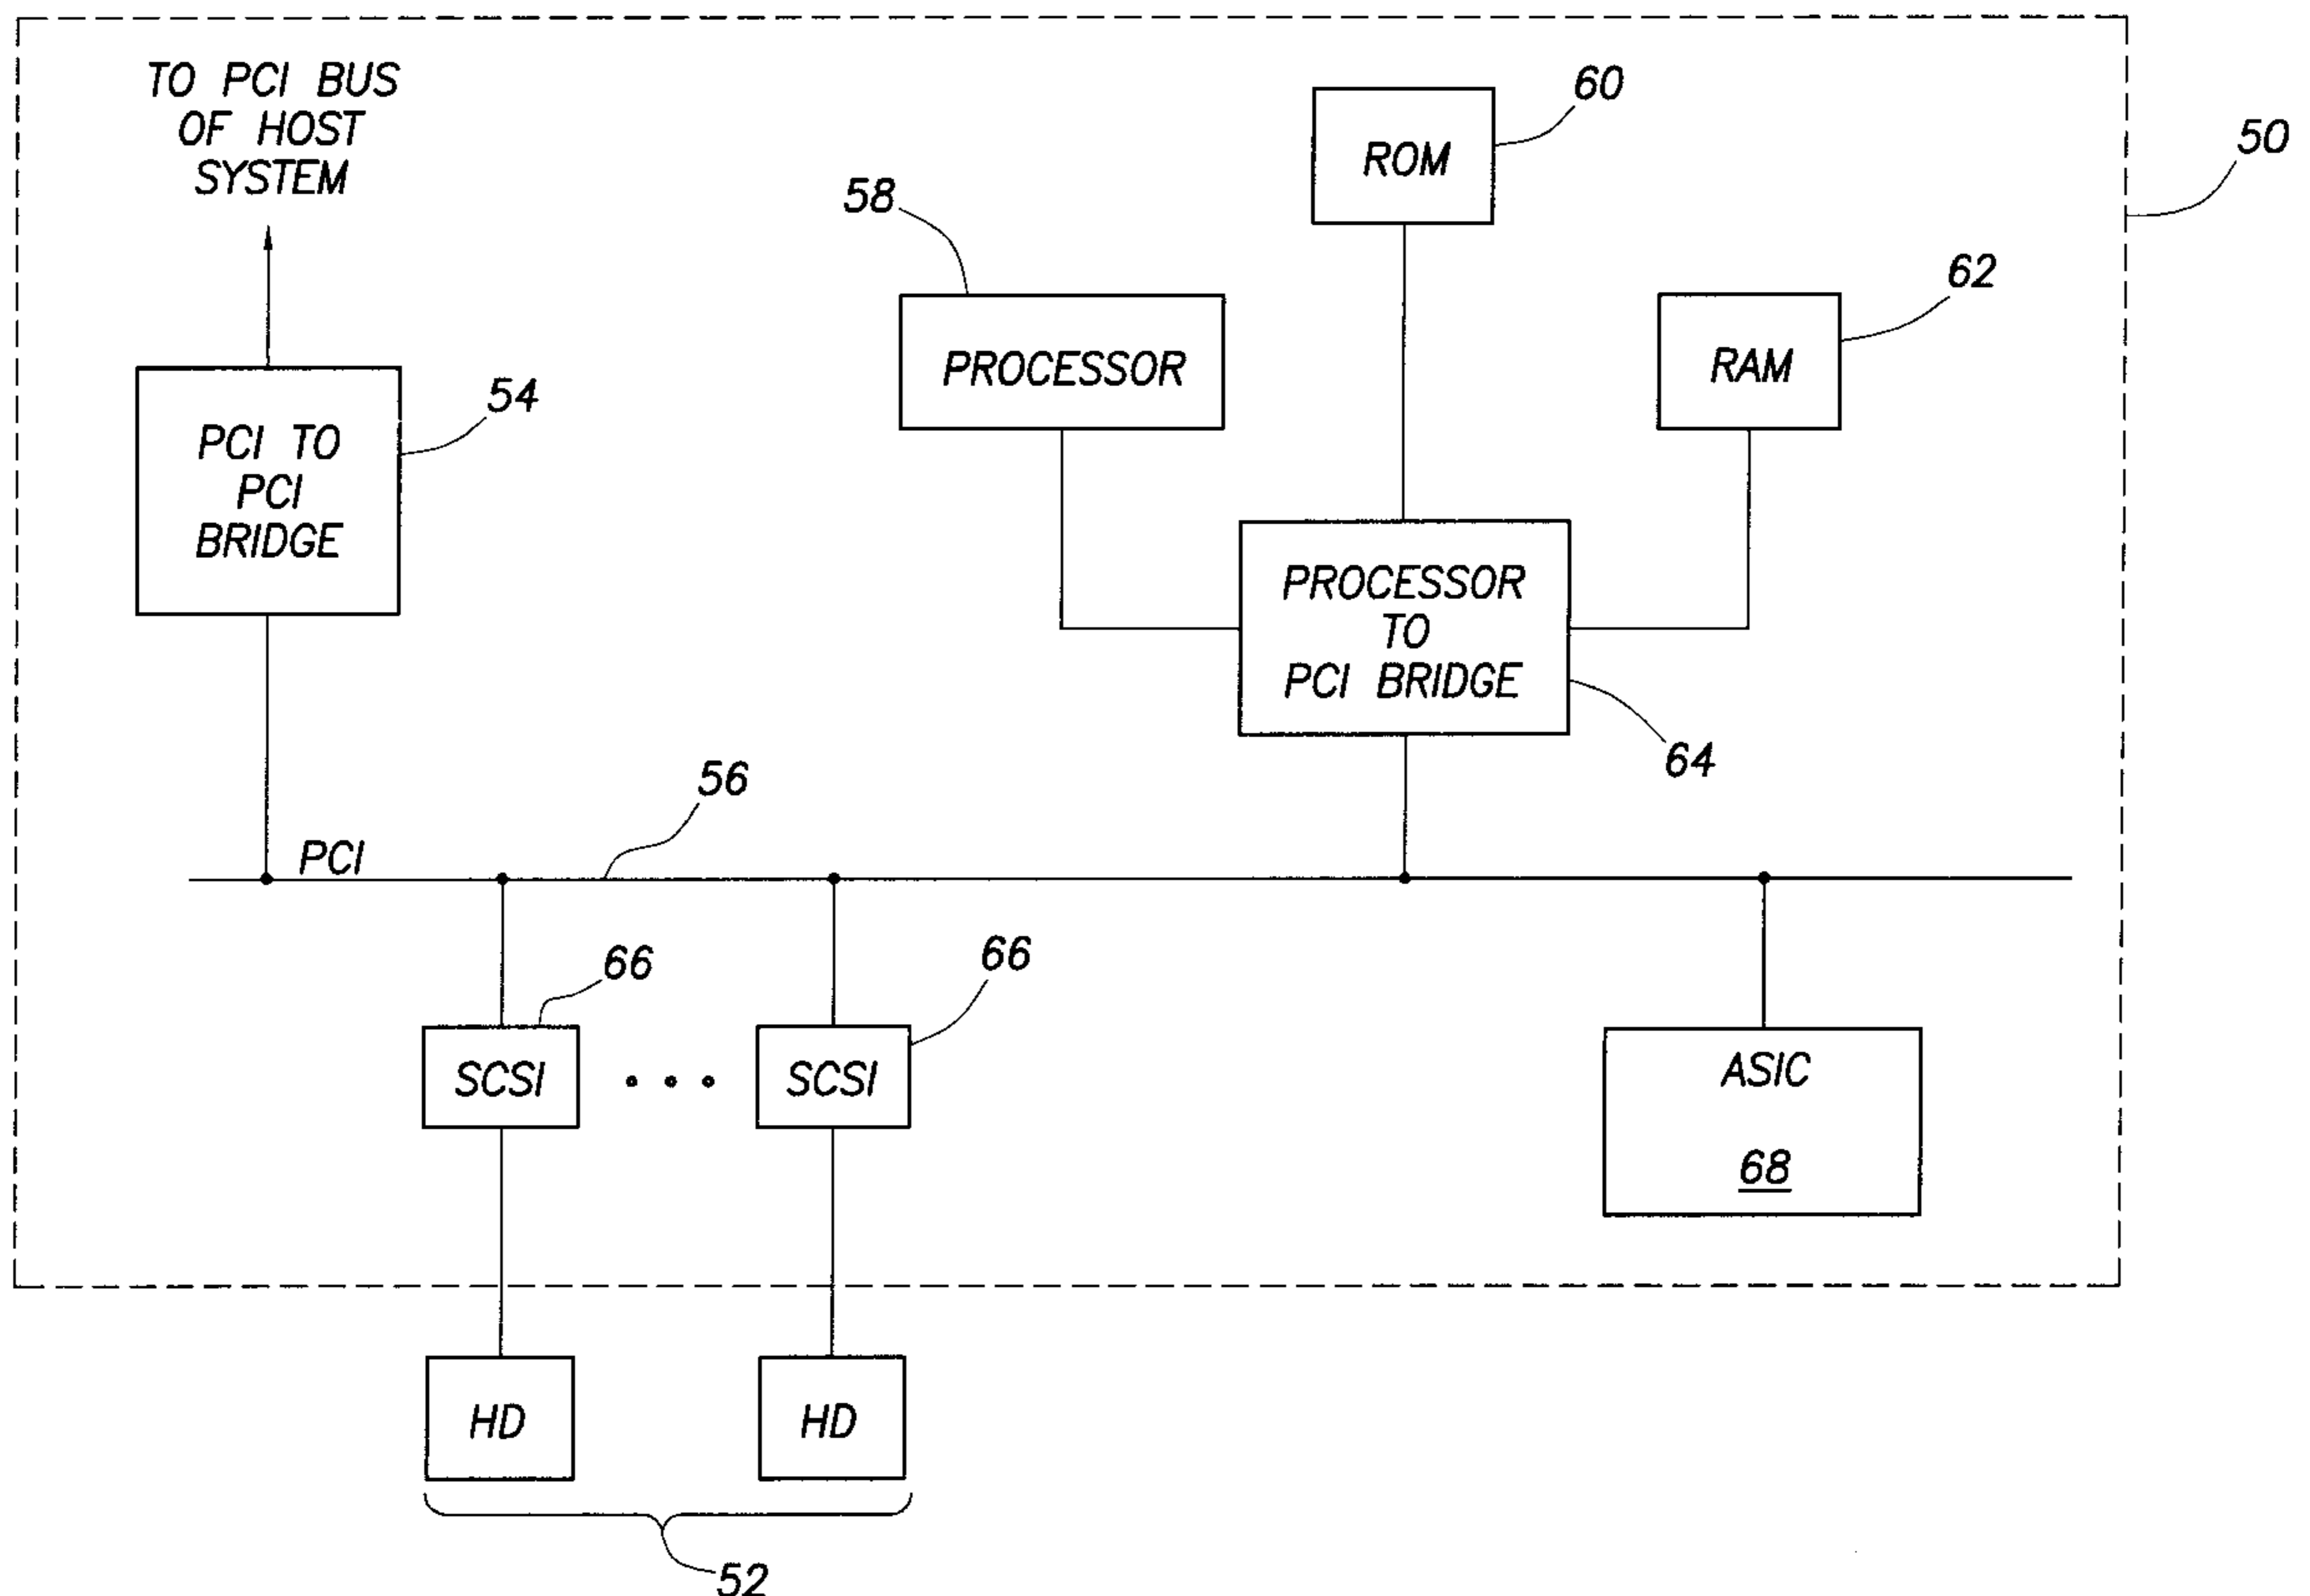 TO PCI BUS
OF HOST
SYSTEM
60
ROM
50
58
PROCESSOR
62
RAM
54
PCI TO
PCI
BRIDGE
PROCESSOR
TO
PCI BRIDGE
64
56
PCI
66
SCSI
66
SCSI
ASIC
68
HD
HD
52